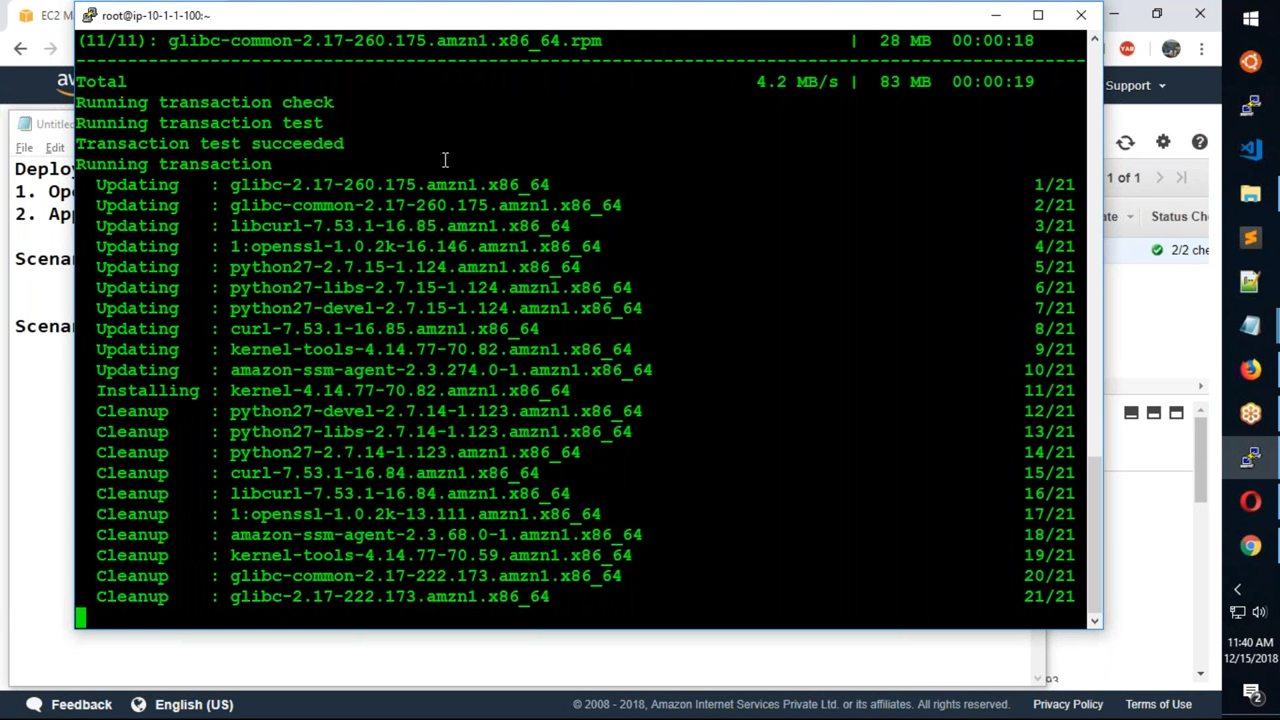 EC2 M
root@ip-10-1-1-100:~
(11/11): glibc-common-2.17-260.175.amzn1.x86_64.rpm | 28 MB 00:00:18
--------------------------------------------------------------------------------
Total 4.2 MB/s | 83 MB 00:00:19
Running transaction check
Running transaction test
Transaction test succeeded
Running transaction
Updating : glibc-2.17-260.175.amzn1.x86_64 1/21
Updating : glibc-common-2.17-260.175.amzn1.x86_64 2/21
Updating : libcurl-7.53.1-16.85.amzn1.x86_64 3/21
Updating : 1:openssl-1.0.2k-16.146.amzn1.x86_64 4/21
Updating : python27-2.7.15-1.124.amzn1.x86_64 5/21
Updating : python27-libs-2.7.15-1.124.amzn1.x86_64 6/21
Updating : python27-devel-2.7.15-1.124.amzn1.x86_64 7/21
Updating : curl-7.53.1-16.85.amzn1.x86_64 8/21
Updating : kernel-tools-4.14.77-70.82.amzn1.x86_64 9/21
Updating : amazon-ssm-agent-2.3.274.0-1.amzn1.x86_64 10/21
Installing : kernel-4.14.77-70.82.amzn1.x86_64 11/21
Cleanup : python27-devel-2.7.14-1.123.amzn1.x86_64 12/21
Cleanup : python27-libs-2.7.14-1.123.amzn1.x86_64 13/21
Cleanup : python27-2.7.14-1.123.amzn1.x86_64 14/21
Cleanup : curl-7.53.1-16.84.amzn1.x86_64 15/21
Cleanup : libcurl-7.53.1-16.84.amzn1.x86_64 16/21
Cleanup : 1:openssl-1.0.2k-13.111.amzn1.x86_64 17/21
Cleanup : amazon-ssm-agent-2.3.68.0-1.amzn1.x86_64 18/21
Cleanup : kernel-tools-4.14.77-70.59.amzn1.x86_64 19/21
Cleanup : glibc-common-2.17-222.173.amzn1.x86_64 20/21
Cleanup : glibc-2.17-222.173.amzn1.x86_64 21/21
aw
Untitle
File Edit
Deploy
1. Ope
2. App
Scenar
Scenar
YAB
Support
1 of 1
ate Status Che
2/2 che
11:40 AM
12/15/2018
2
Feedback English (US) © 2008 - 2018, Amazon Internet Services Private Ltd. or its affiliates. All rights reserved. Privacy Policy Terms of Use